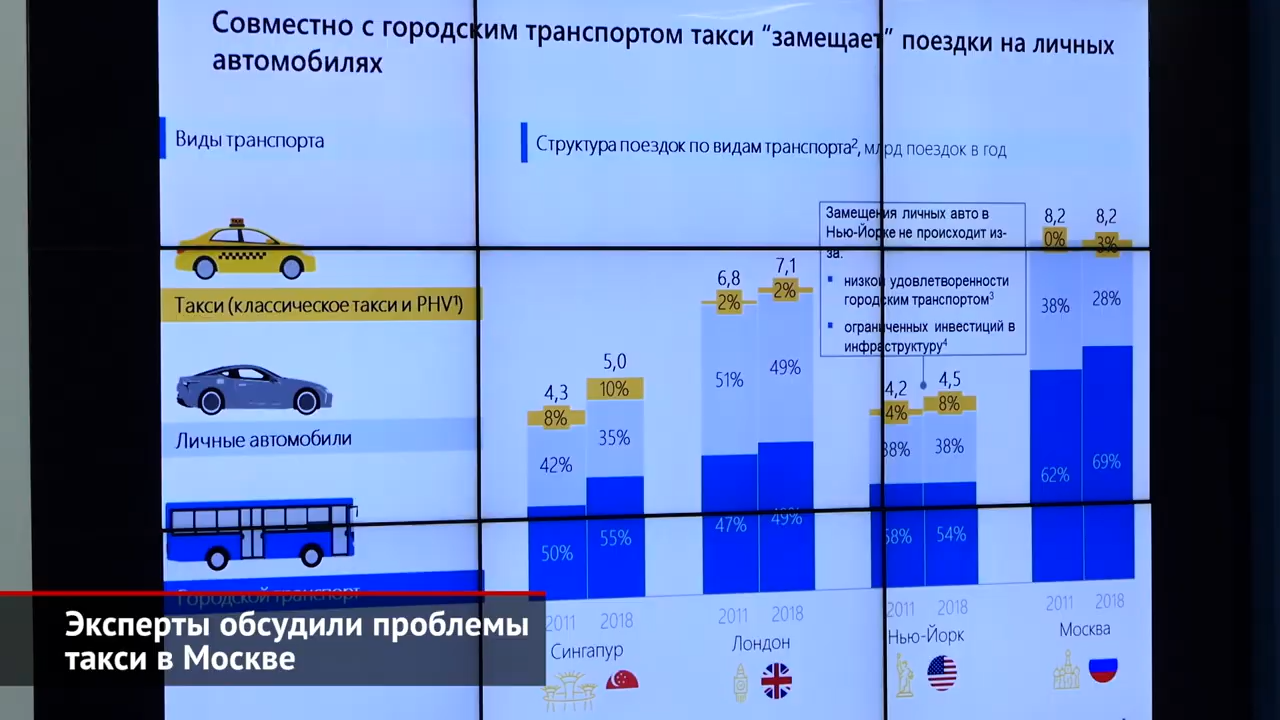 Совместно с городским транспортом такси “замещает” поездки на личных
автомобилях
Виды транспорта
Такси (классическое такси и PHV¹)
Личные автомобили
Городской транспорт
Структура поездок по видам транспорта², млрд поездок в год
Замещения личных авто в
Нью-Йорке не происходит из-
за:
▪ низкой удовлетворенности
городским транспортом³
▪ ограниченных инвестиций в
инфраструктуру⁴
4,3
8%
42%
50%
2011
5,0
10%
35%
55%
2018
Сингапур
6,8
2%
51%
47%
2011
7,1
2%
49%
49%
2018
Лондон
4,2
4%
38%
58%
2011
4,5
8%
38%
54%
2018
Нью-Йорк
8,2
0%
38%
62%
2011
8,2
3%
28%
69%
2018
Москва
Эксперты обсудили проблемы
такси в Москве